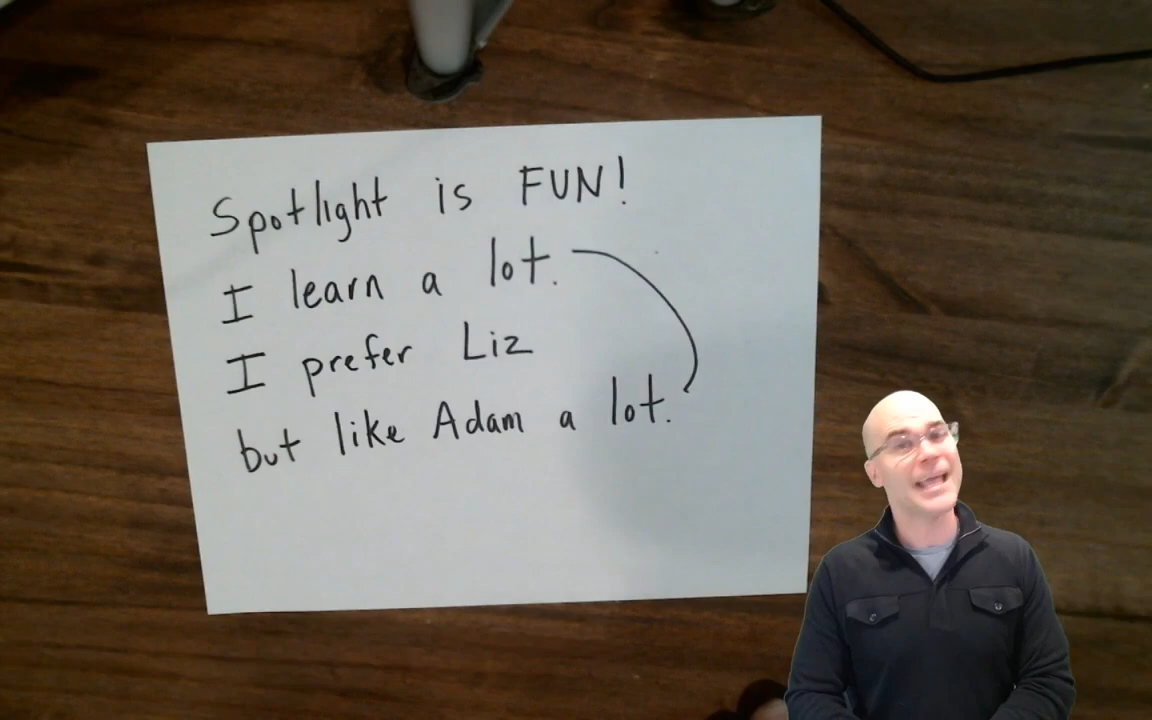 Spotlight is FUN!
I learn a lot.
I prefer Liz
but like Adam a lot.